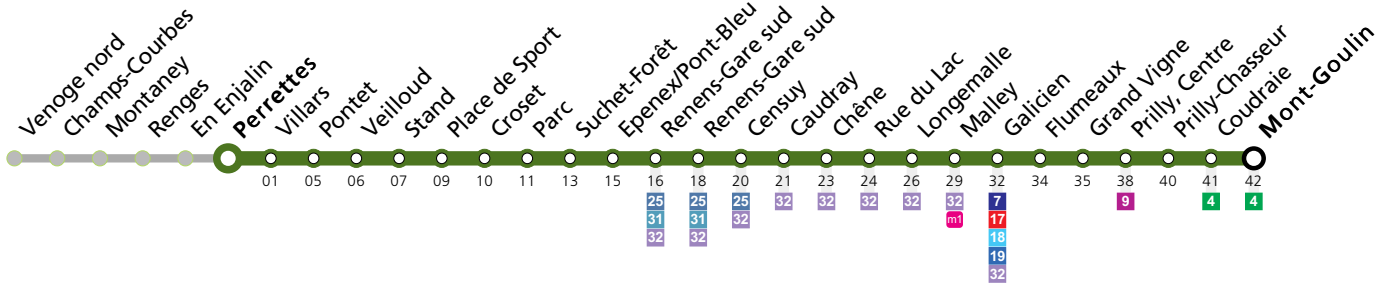 Venoge nord
Champs-Courbes
Montaney
Renges
En Enjalin
Perrettes
Villars
Pontet
Veilloud
Stand
Place de Sport
Croset
Parc
Suchet-Forêt
Epenex/Pont-Bleu
Renens-Gare sud
Renens-Gare sud
Censuy
Caudray
Chêne
Rue du Lac
Longemalle
Malley
Galicien
Flumeaux
Grand Vigne
Prilly, Centre
Prilly-Chasseur
Coudraie
Mont-Goulin
01 05 06 07 09 10 11 13 15 16 18 20 21 23 24 26 29 32 34 35 38 40 41 42
25 25 25 32 32 32 32 32 7 9 4 4
31 31 32 m1 17
32 32 18
19
32